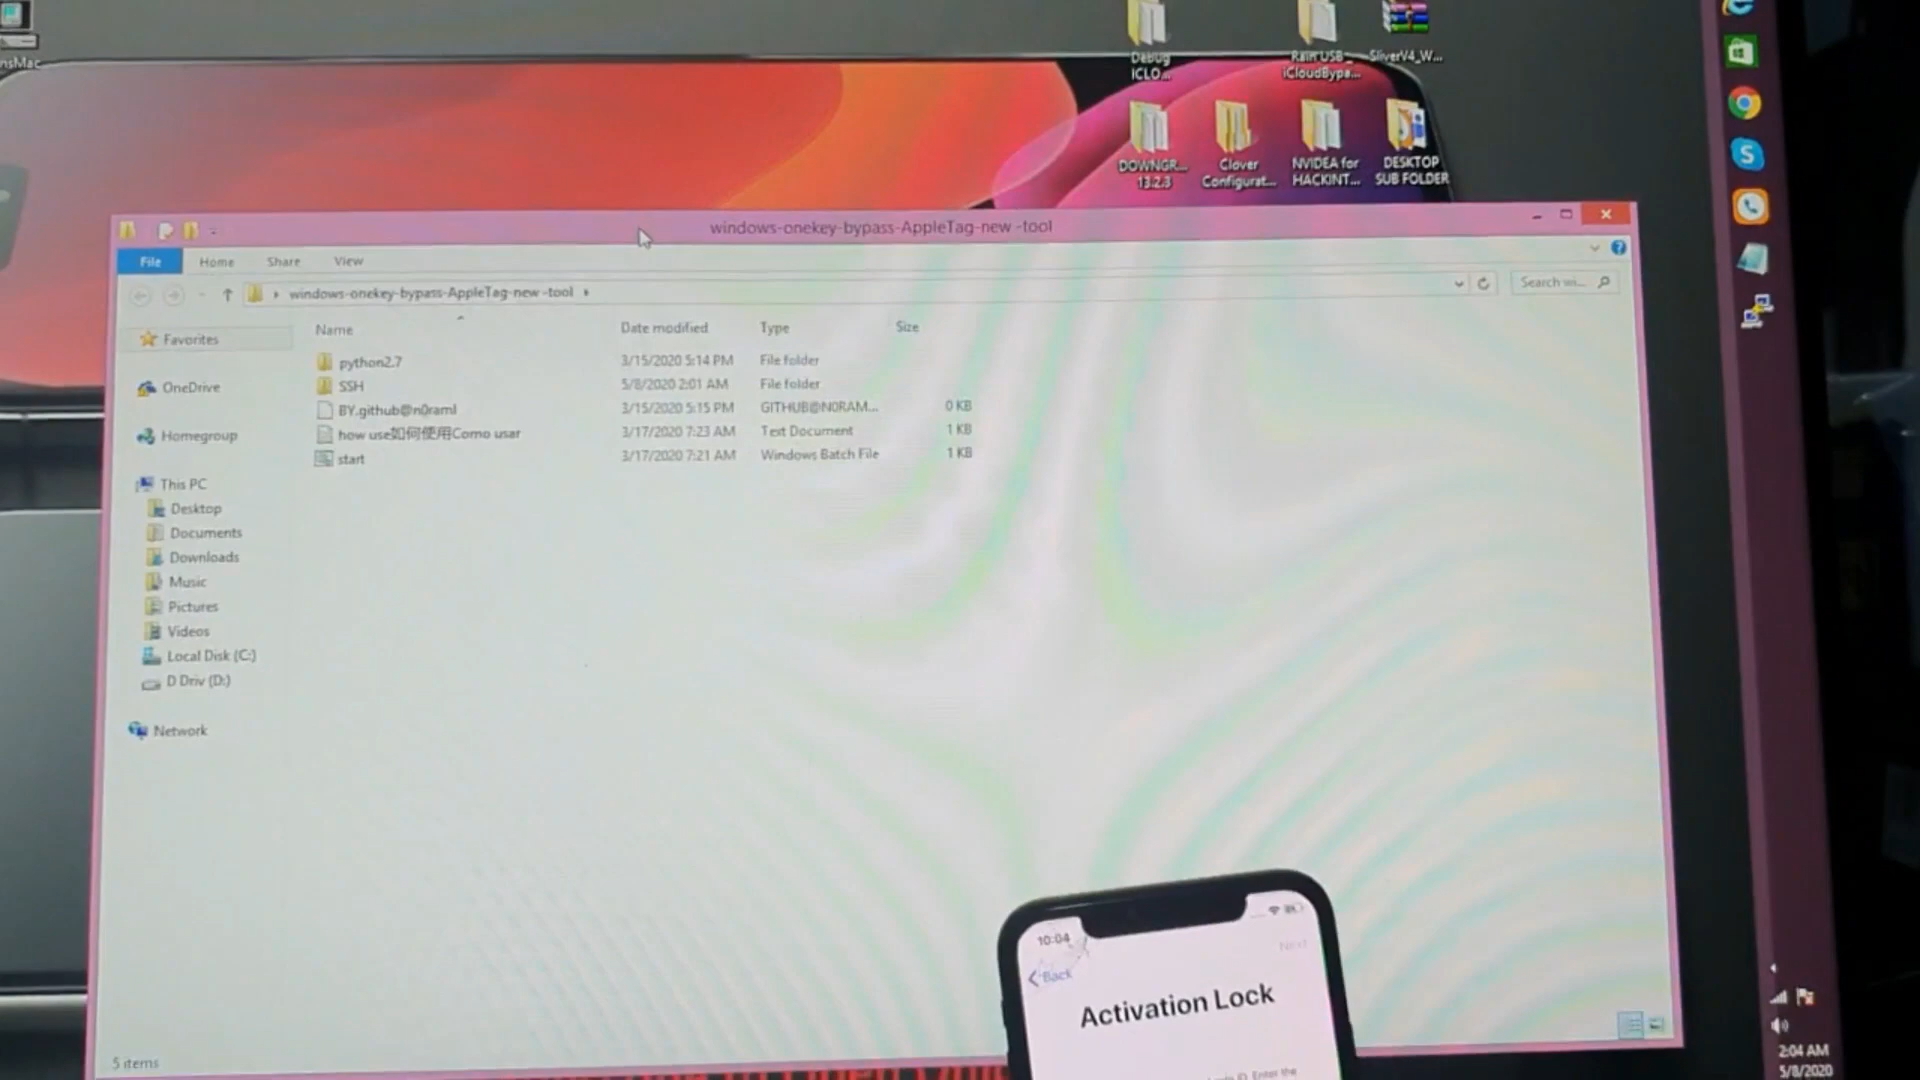 nsMac
Debug
ICLO...
Rain USB_
iCloudBypa...
SliverV4_W...
DOWNGR...
13.2.3
Clover
Configurat...
NVIDEA for
HACKINT...
DESKTOP
SUB FOLDER
windows-onekey-bypass-AppleTag-new -tool
File
Home
Share
View
windows-onekey-bypass-AppleTag-new -tool
Search wi...
Name
Date modified
Type
Size
Favorites
OneDrive
Homegroup
This PC
Desktop
Documents
Downloads
Music
Pictures
Videos
Local Disk (C:)
D Driv (D:)
Network
python2.7
3/15/2020 5:14 PM
File folder
SSH
5/8/2020 2:01 AM
File folder
BY.github@n0raml
3/15/2020 5:15 PM
GITHUB@N0RAM...
0 KB
how use如何使用Como usar
3/17/2020 7:23 AM
Text Document
1 KB
start
3/17/2020 7:21 AM
Windows Batch File
1 KB
5 items
10:04
Next
Back
Activation Lock
ID. Enter the
2:04 AM
5/8/2020